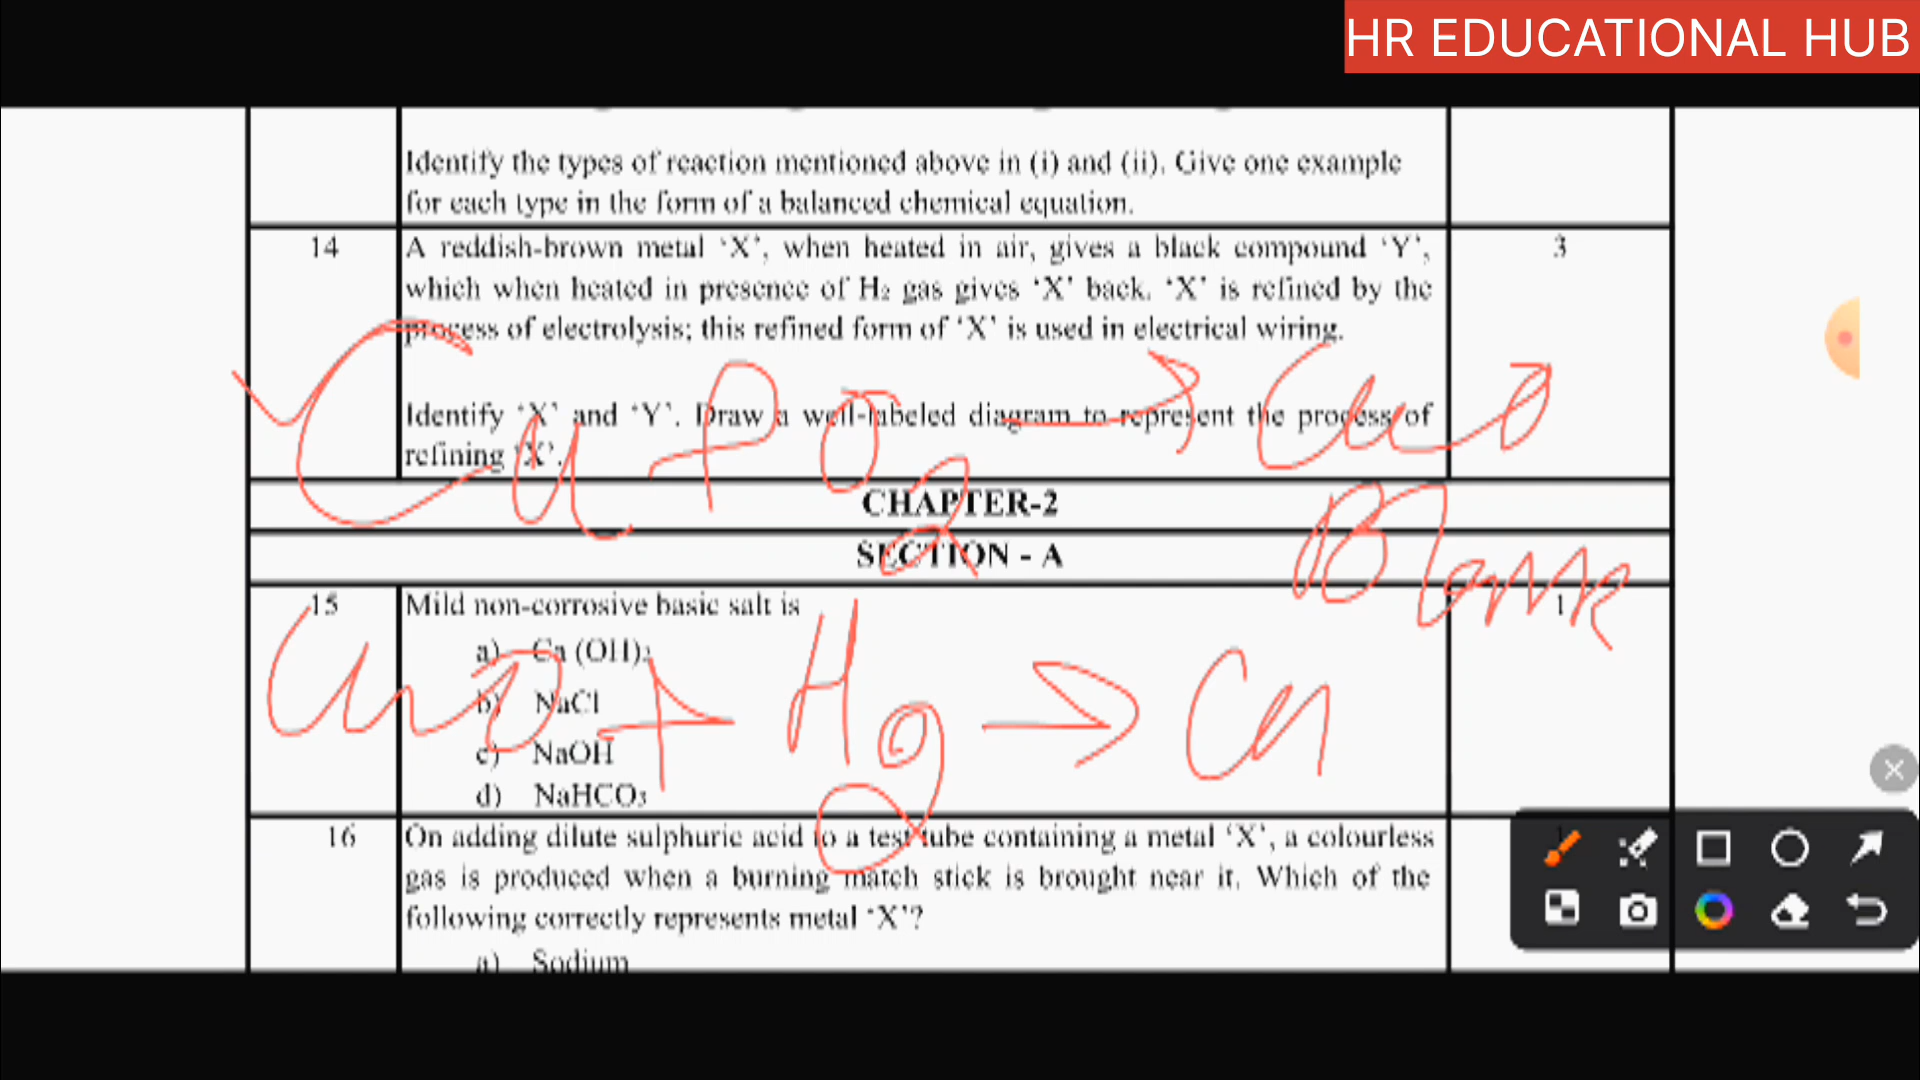 HR EDUCATIONAL HUB
Identify the types of reaction mentioned above in (i) and (ii). Give one example
for each type in the form of a balanced chemical equation.
14
A reddish-brown metal ‘X’, when heated in air, gives a black compound ‘Y’,
3
which when heated in presence of H₂ gas gives ‘X’ back. ‘X’ is refined by the
process of electrolysis; this refined form of ‘X’ is used in electrical wiring.
Cu + O₂ → CuO
Identify ‘X’ and ‘Y’. Draw a well-labeled diagram to represent the process of
refining ‘X’.
CHAPTER-2
SECTION - A
15
Mild non-corrosive basic salt is
1
a) Ca (OH)₂
b) NaCl
CuO + H₂ → Cu
c) NaOH
d) NaHCO₃
16
On adding dilute sulphuric acid to a test tube containing a metal ‘X’, a colourless
gas is produced when a burning match stick is brought near it. Which of the
following correctly represents metal ‘X’?
a) Sodium